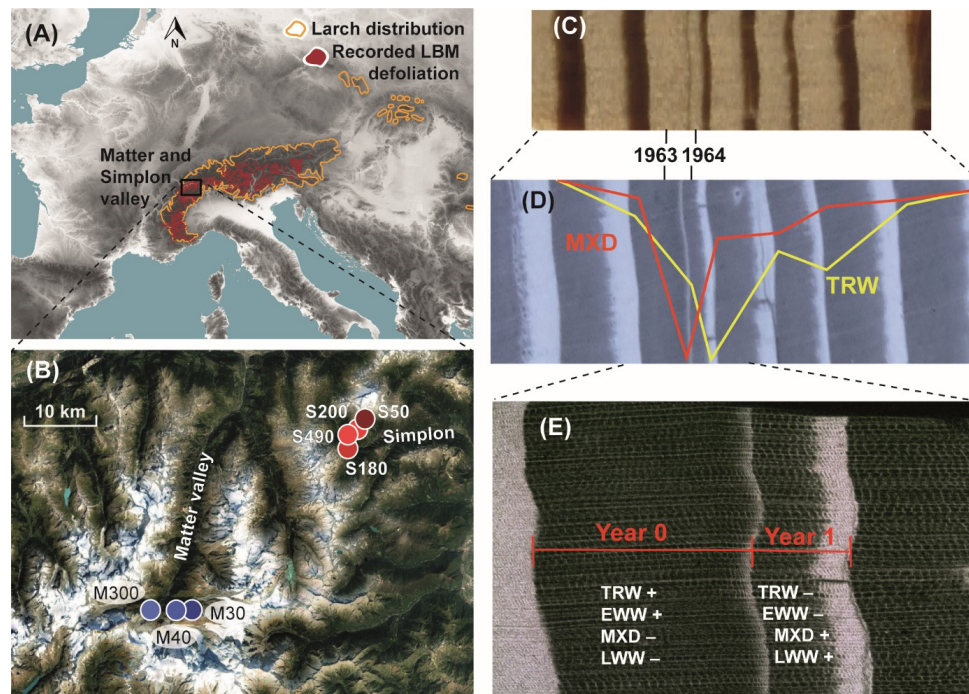 (A)
N
Larch distribution
Recorded LBM
defoliation
Matter and
Simplon
valley
(B)
10 km
S200
S50
S490
Simplon
S180
Matter valley
M300
M30
M40
(C)
1963
1964
(D)
MXD
TRW
(E)
Year 0
Year 1
TRW +
EWW +
MXD –
LWW –
TRW –
EWW –
MXD +
LWW +